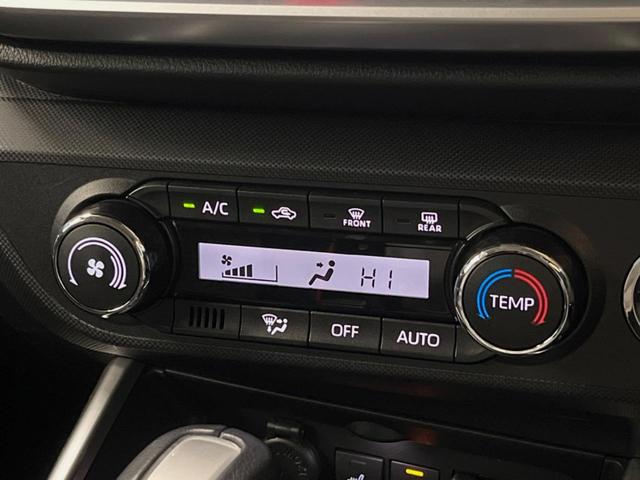 A/C
FRONT
REAR
HI
TEMP
OFF
AUTO